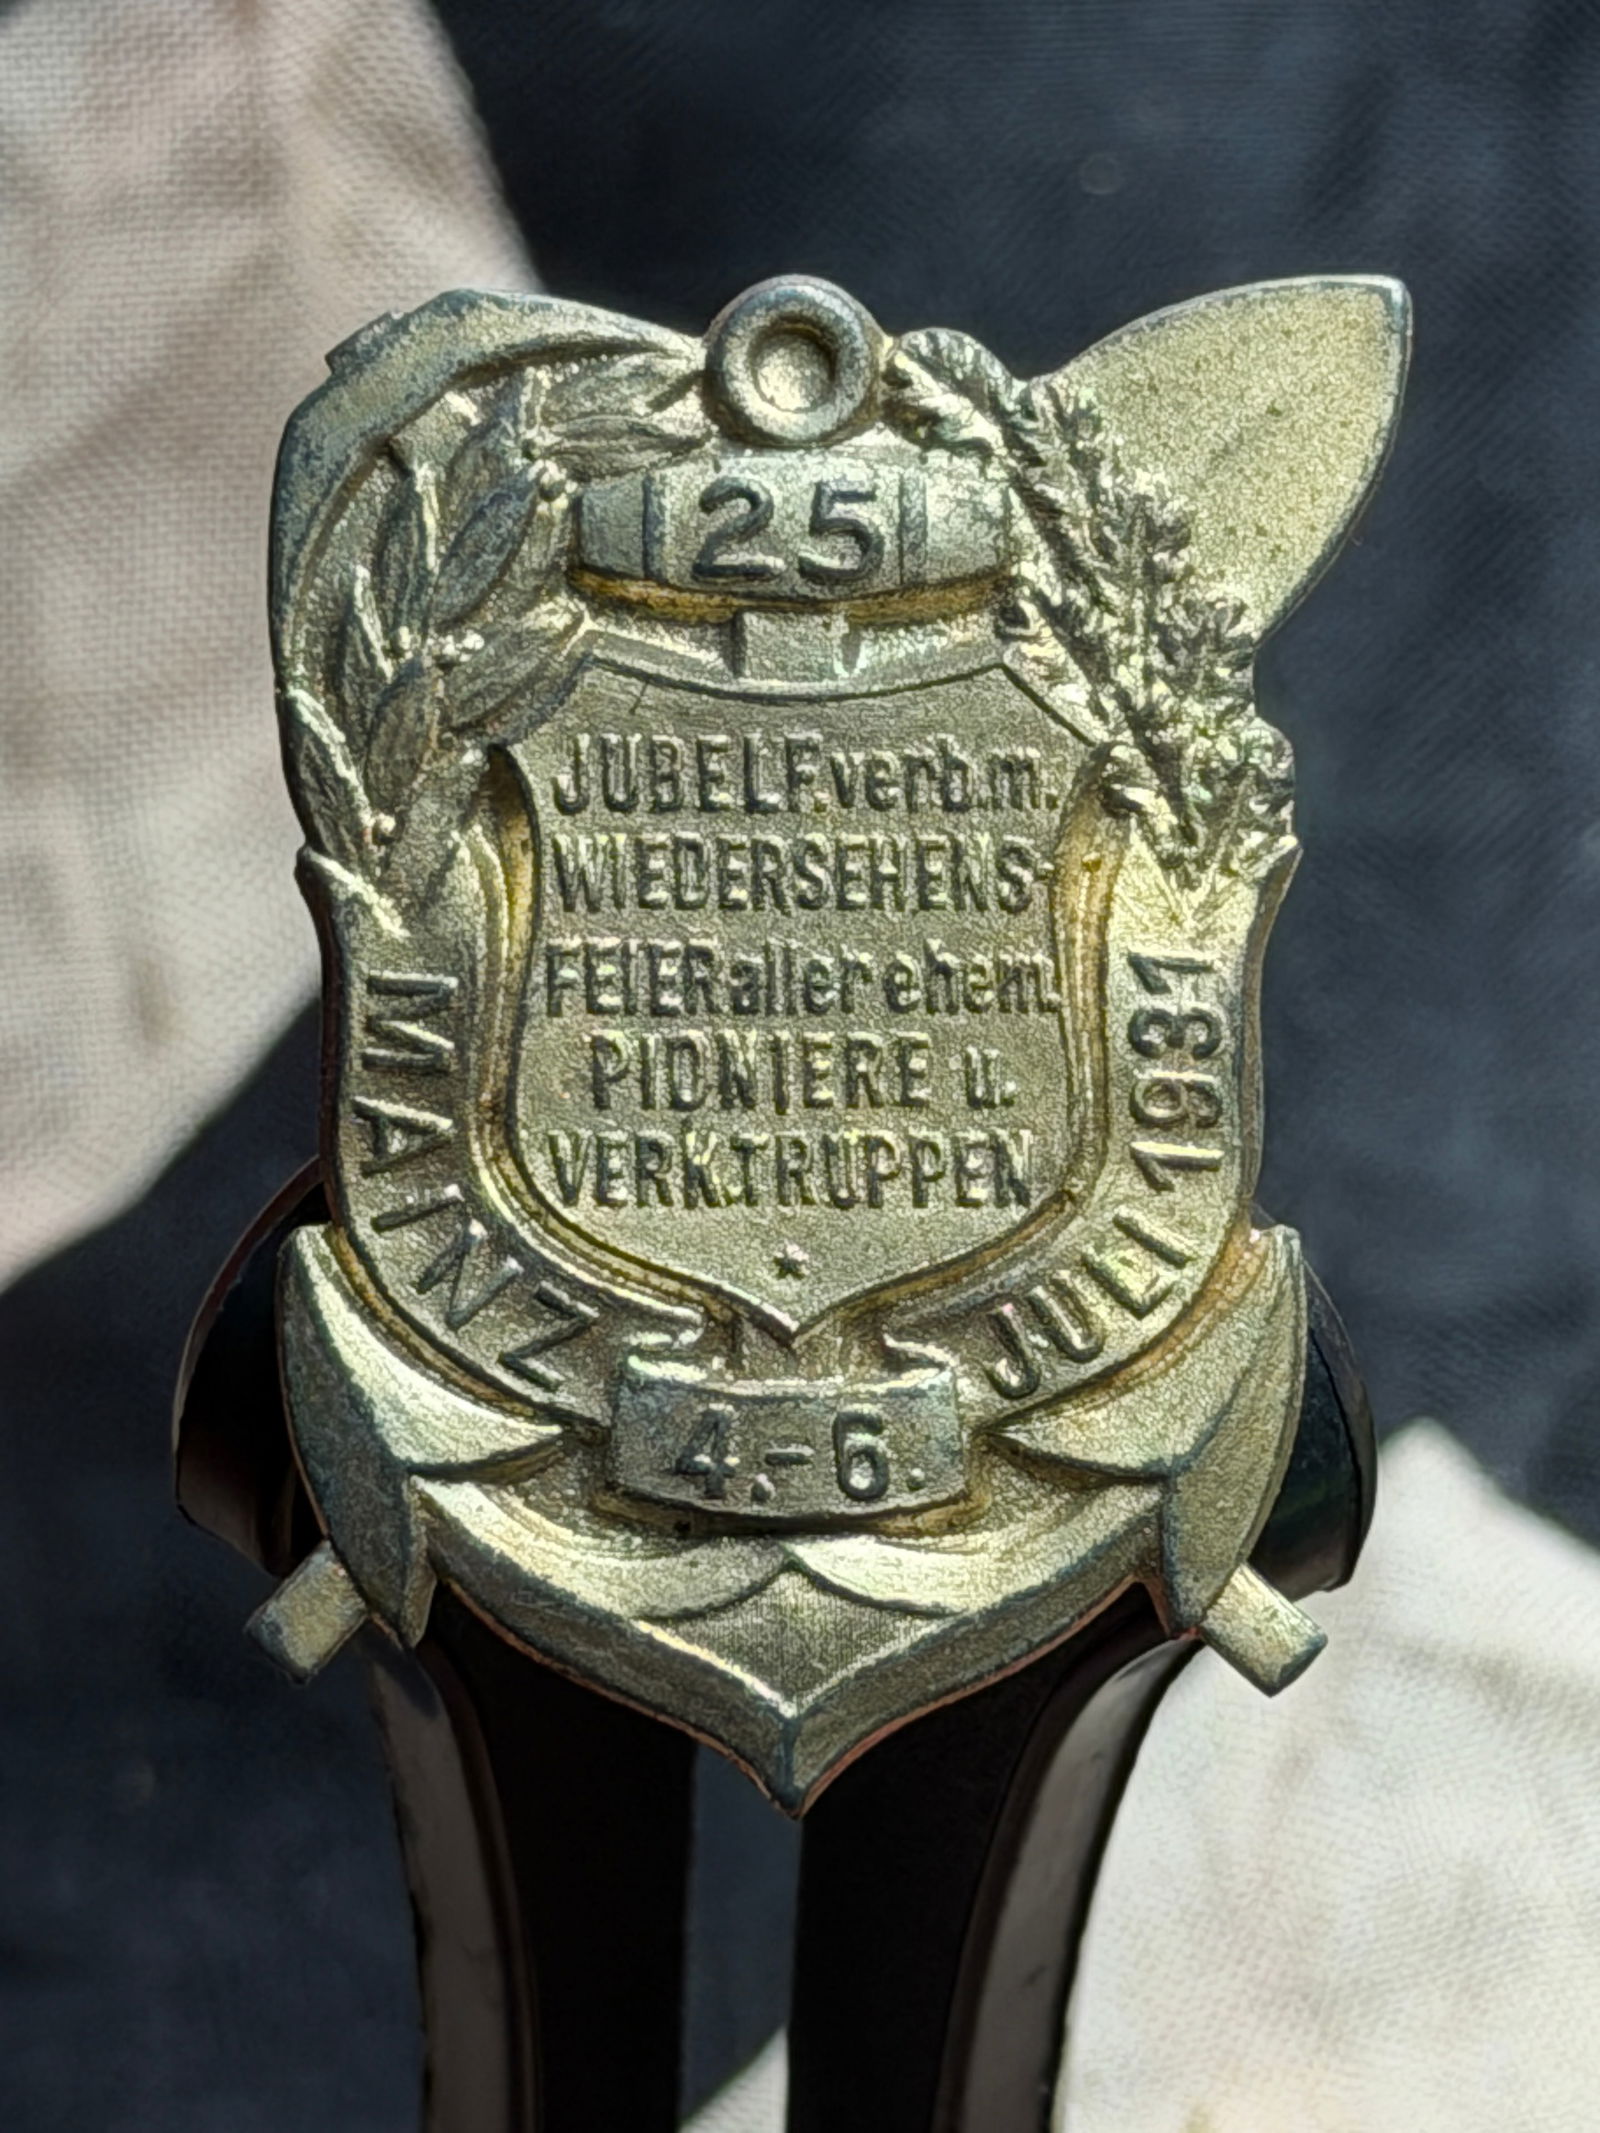 25
JUBELF. verb. m.
WIEDERSEHENS-
FEIER aller ehem.
PIONIERE u.
VERK.TRUPPEN
MAINZ
4.-6.
JULI 1931